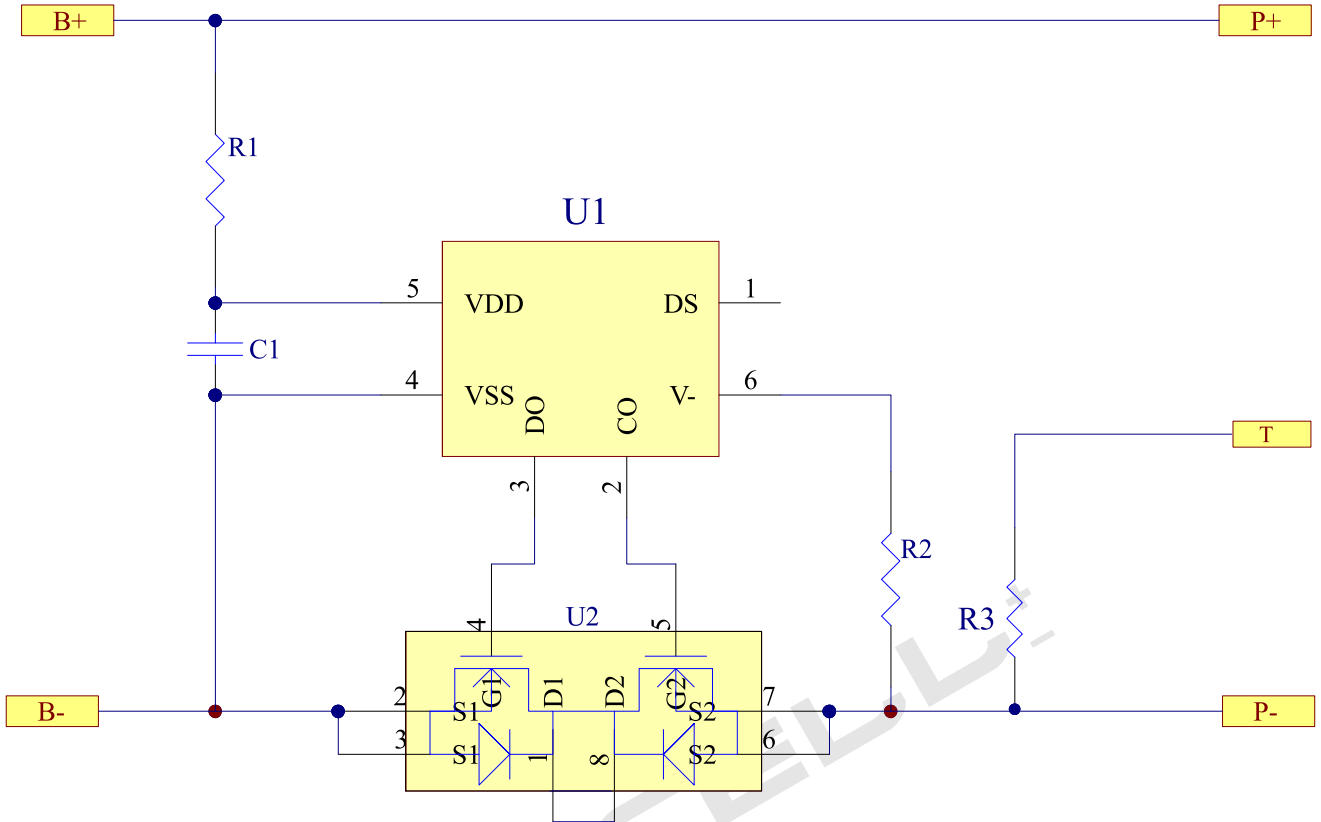 B+
P+
R1
U1
5
VDD
DS
1
C1
4
VSS
DO
CO
V-
6
T
3
2
R2
R3
U2
4
5
G1
D1
D2
G2
2
S1
S2
7
3
S1
1
8
S2
6
B-
P-